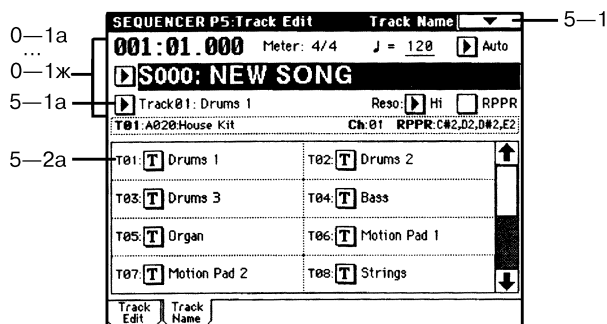 SEQUENCER P5:Track Edit Track Name 5—1
0—1а 001:01.000 Meter: 4/4 ♩ = 120 Auto
...
0—1ж S000: NEW SONG
5—1а Track01: Drums 1 Reso: Hi RPPR
T01:A020:House Kit Ch:01 RPPR:C#2,D2,D#2,E2
5—2а T01: T Drums 1 T02: T Drums 2
T03: T Drums 3 T04: T Bass
T05: T Organ T06: T Motion Pad 1
T07: T Motion Pad 2 T08: T Strings
Track Edit Track Name